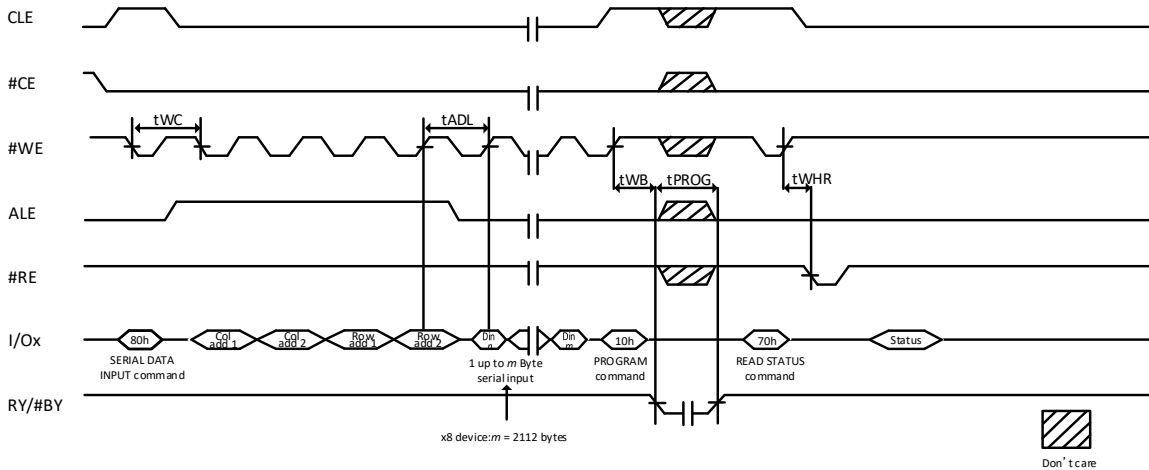 CLE
#CE
tWC
tADL
#WE
tWB
tPROG
tWHR
ALE
#RE
I/Ox
80h
Col
add 1
Col
add 2
Row
add 1
Row
add 2
Din
n
Din
m
10h
70h
Status
SERIAL DATA
INPUT command
1 up to m Byte
serial input
PROGRAM
command
READ STATUS
command
RY/#BY
x8 device:m = 2112 bytes
Don't care